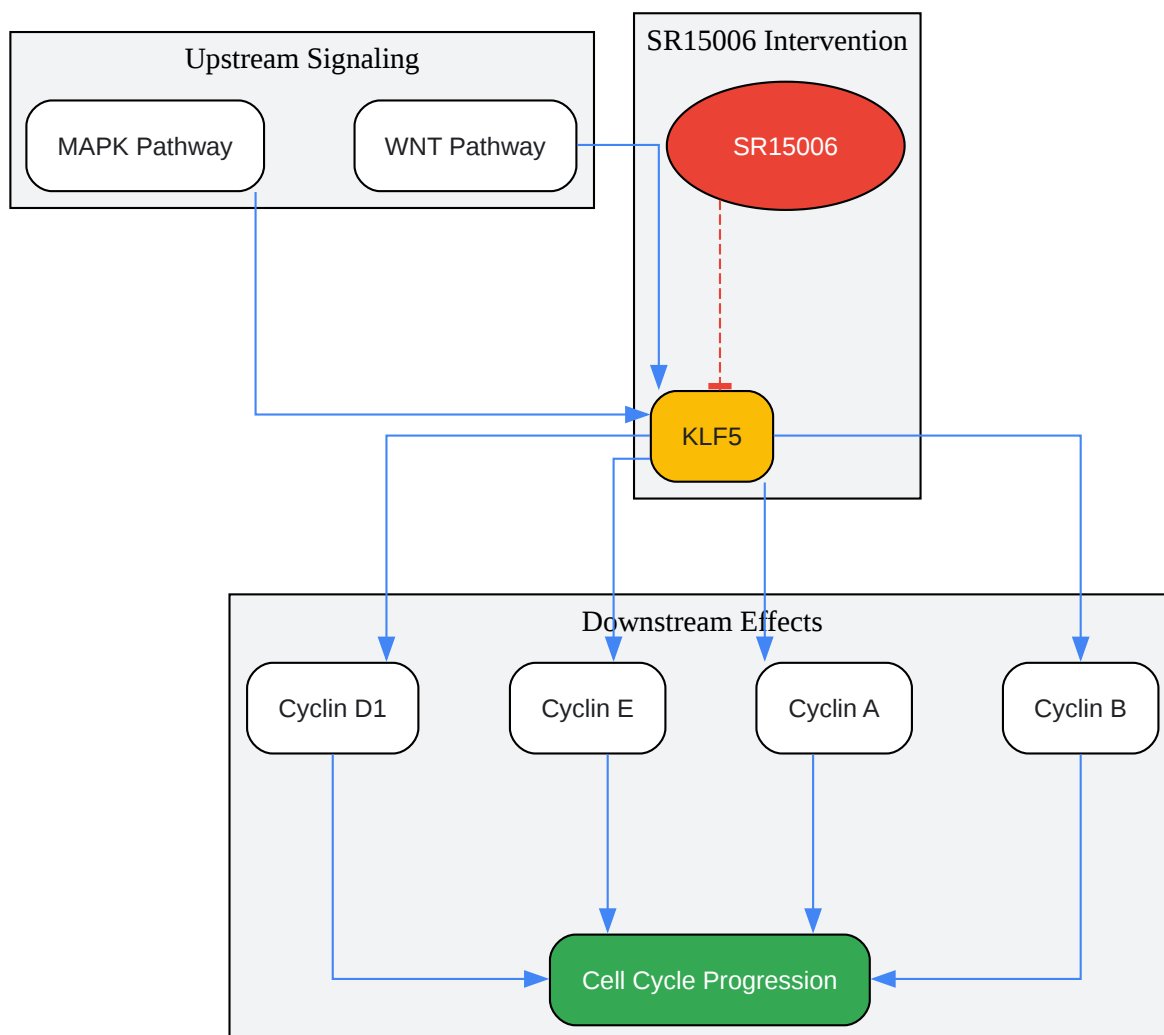 Upstream Signaling
MAPK Pathway
WNT Pathway
SR15006 Intervention
SR15006
KLF5
Downstream Effects
Cyclin D1
Cyclin E
Cyclin A
Cyclin B
Cell Cycle Progression